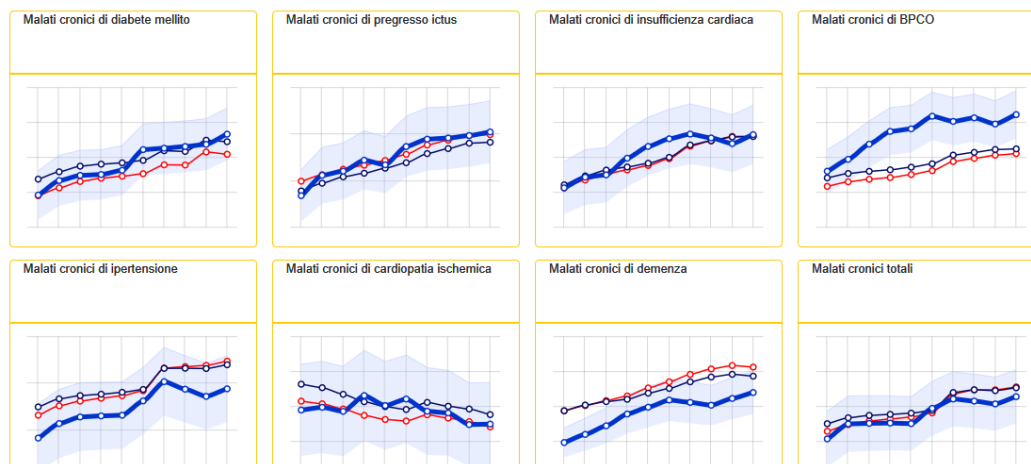 Malati cronici di diabete mellito
Malati cronici di pregresso ictus
Malati cronici di insufficienza cardiaca
Malati cronici di BPCO
Malati cronici di ipertensione
Malati cronici di cardiopatia ischemica
Malati cronici di demenza
Malati cronici totali